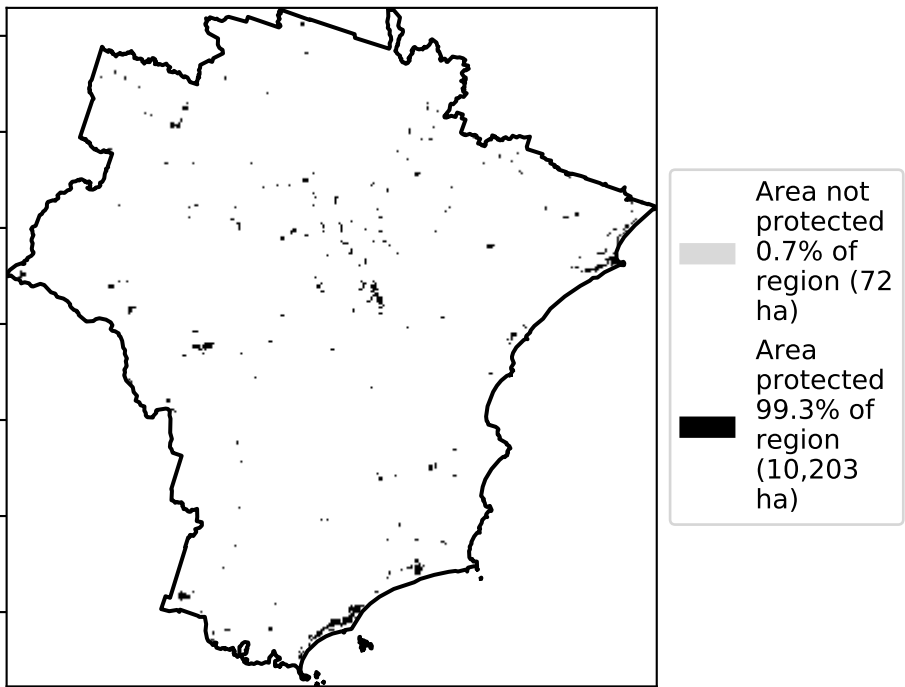 Area not
protected
0.7% of
region (72
ha)
Area
protected
99.3% of
region
(10,203
ha)